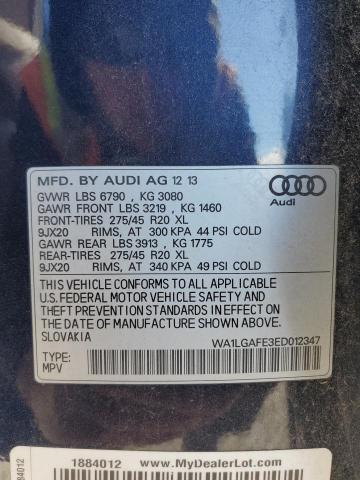 MFD. BY AUDI AG 12 13
GVWR LBS 6790 , KG 3080
GAWR FRONT LBS 3219 , KG 1460
FRONT-TIRES 275/45 R20 XL
9JX20 RIMS, AT 300 KPA 44 PSI COLD
GAWR REAR LBS 3913 , KG 1775
REAR-TIRES 275/45 R20 XL
9JX20 RIMS, AT 340 KPA 49 PSI COLD
Audi
THIS VEHICLE CONFORMS TO ALL APPLICABLE
U.S. FEDERAL MOTOR VEHICLE SAFETY AND
THEFT PREVENTION STANDARDS IN EFFECT ON
THE DATE OF MANUFACTURE SHOWN ABOVE.
SLOVAKIA WA1LGAFE3ED012347
TYPE:
MPV
1884012 www.MyDealerLot.com
84012